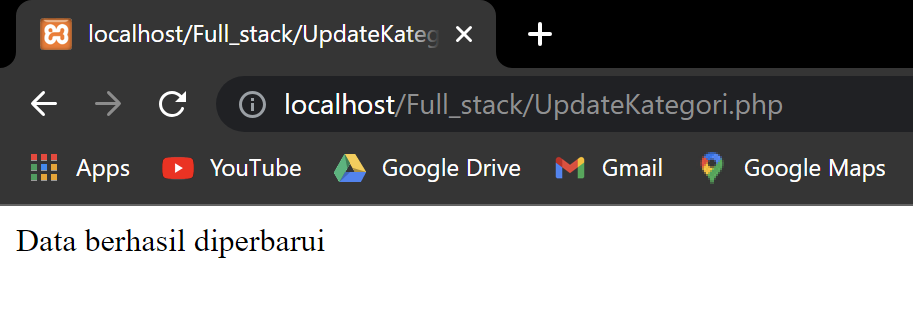 localhost/Full_stack/UpdateKateg
localhost/Full_stack/UpdateKategori.php
Apps YouTube Google Drive Gmail Google Maps
Data berhasil diperbarui